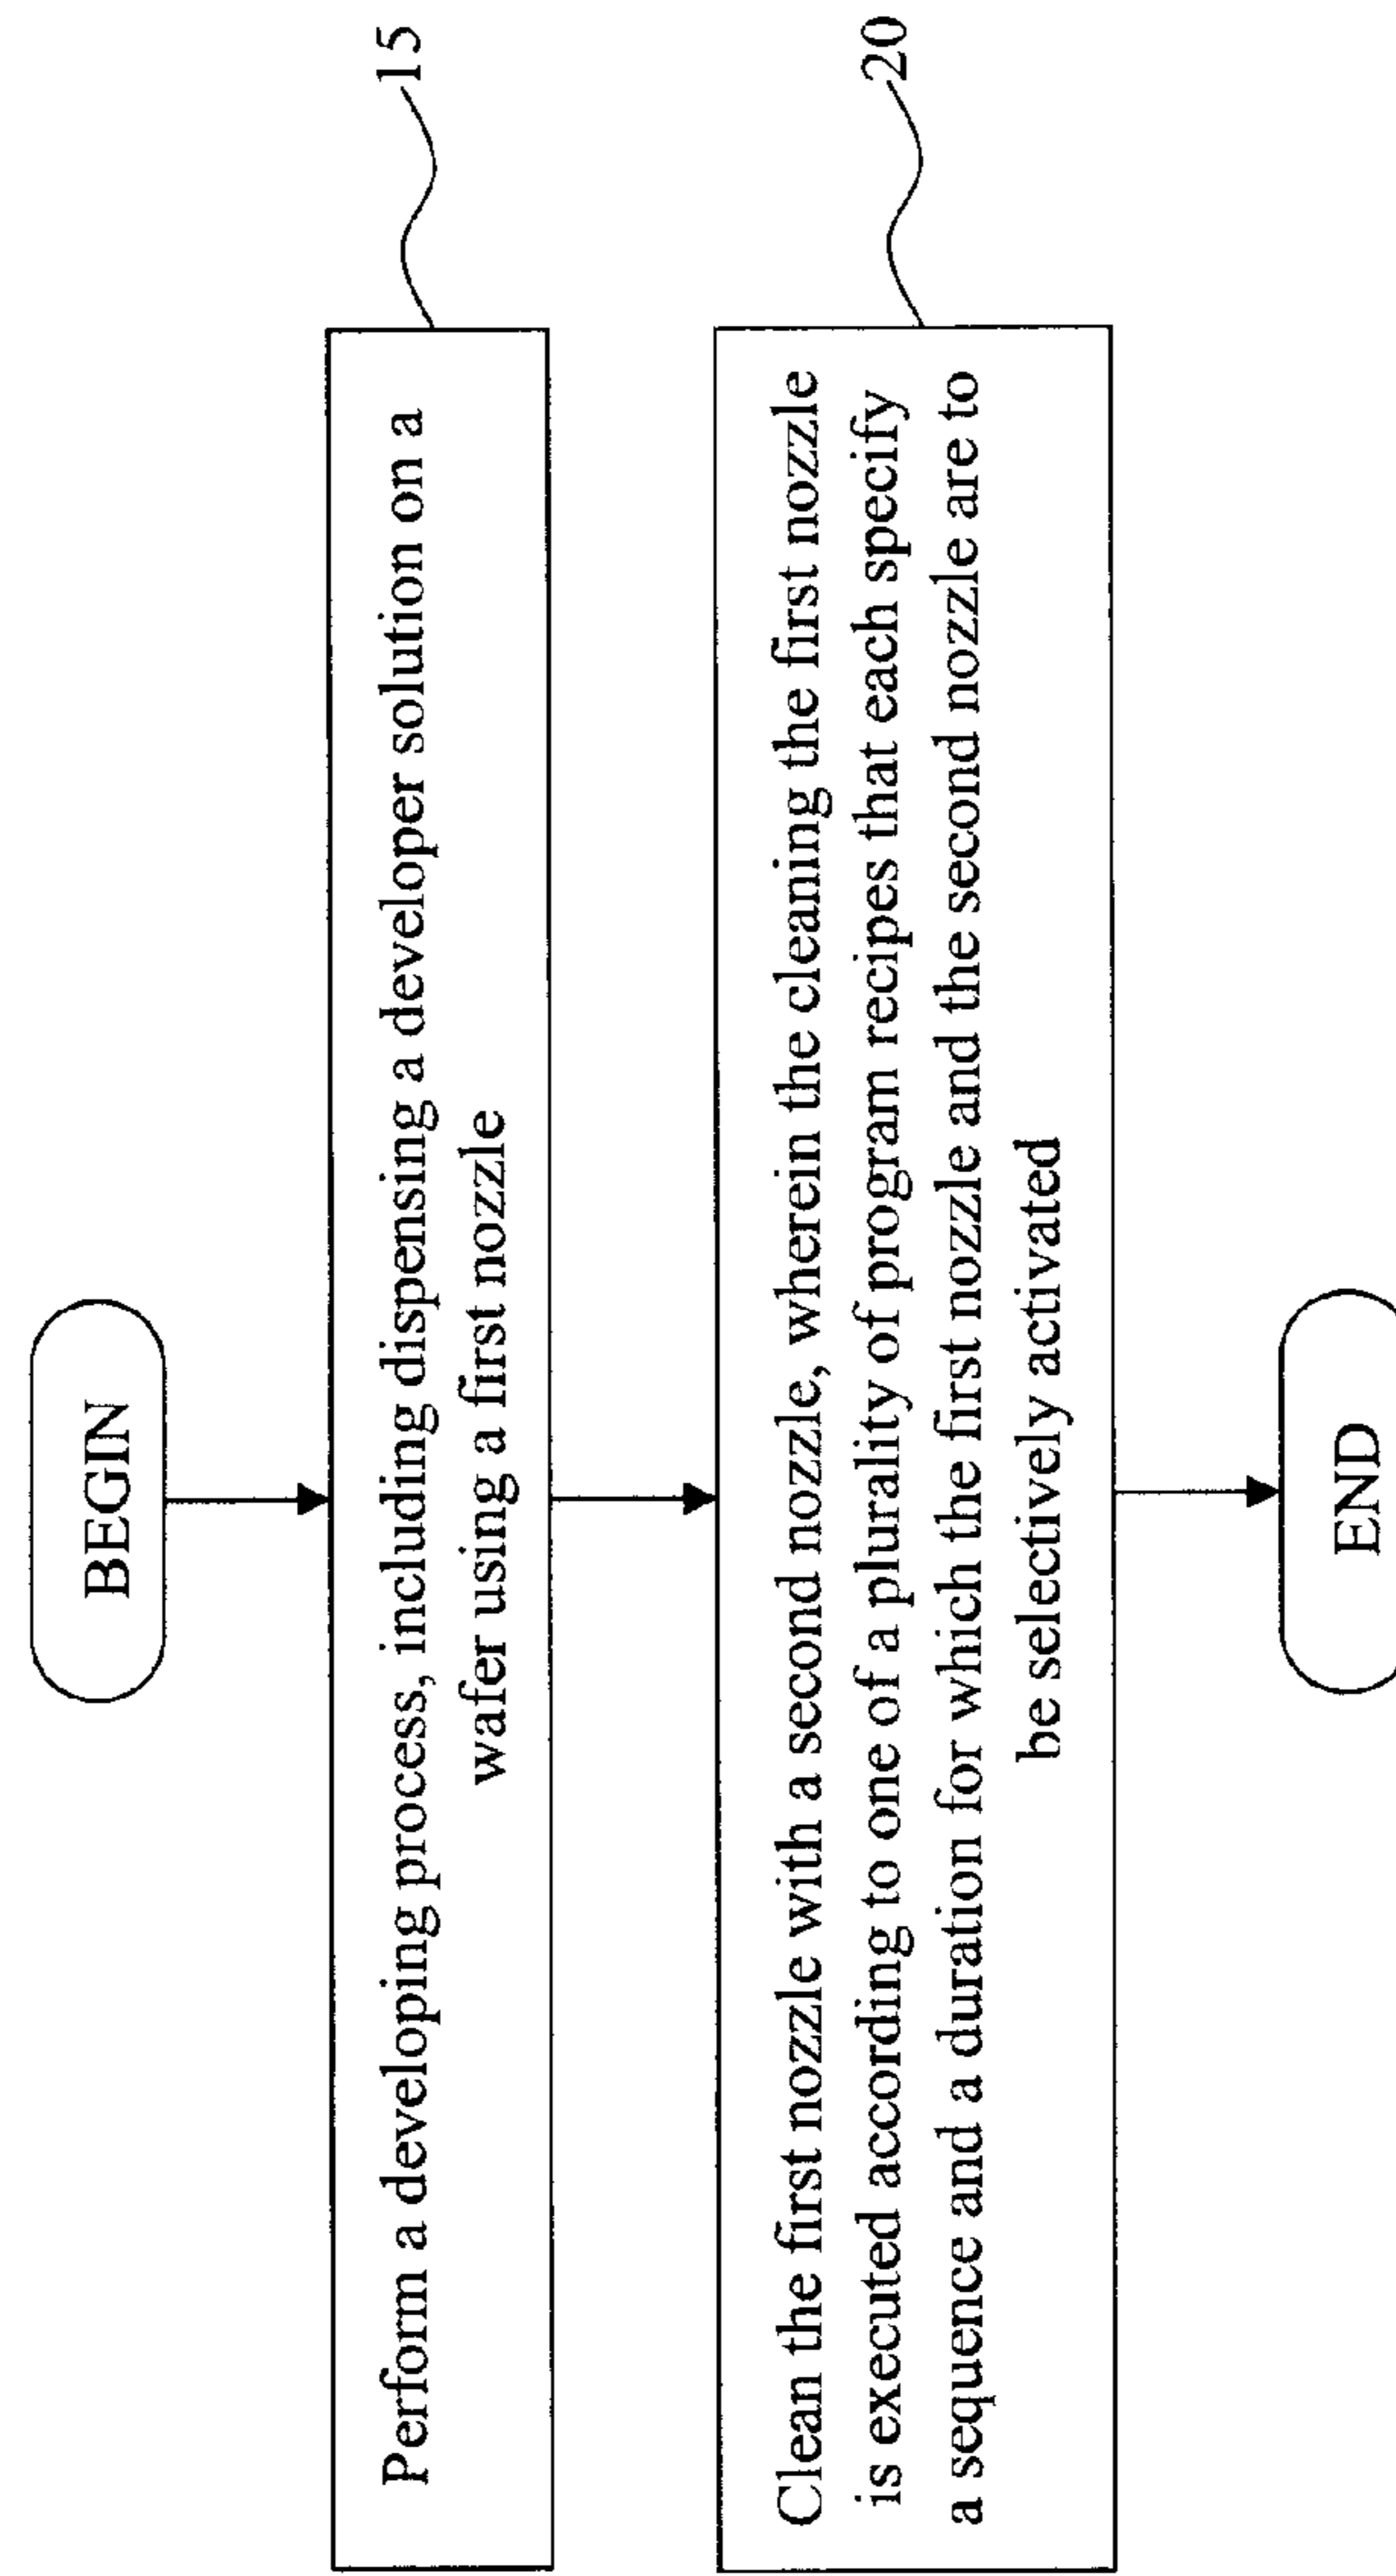 BEGIN
Perform a developing process, including dispensing a developer solution on a
wafer using a first nozzle
15
Clean the first nozzle with a second nozzle, wherein the cleaning the first nozzle
is executed according to one of a plurality of program recipes that each specify
a sequence and a duration for which the first nozzle and the second nozzle are to
be selectively activated
20
END